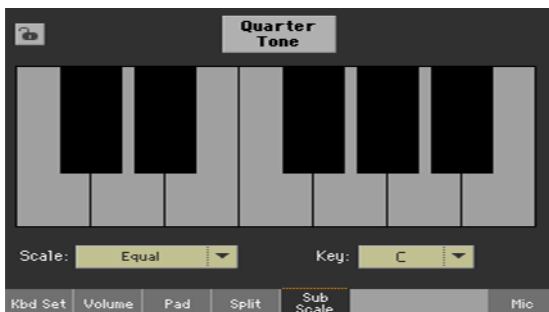 Quarter
Tone
Scale: Equal Key: C
Kbd Set Volume Pad Split Sub Scale Mic